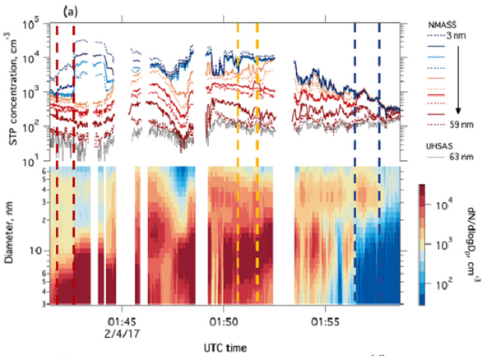 (a)
STP concentration, cm-3
10^5
10^4
10^3
10^2
10^1
NMASS
3 nm
59 nm
UHSAS
63 nm
Diameter, nm
6
5
4
3
2
10
6
5
4
3
10^4
10^3
10^2
dN/dlogDp, cm-3
01:45
01:50
01:55
2/4/17
UTC time